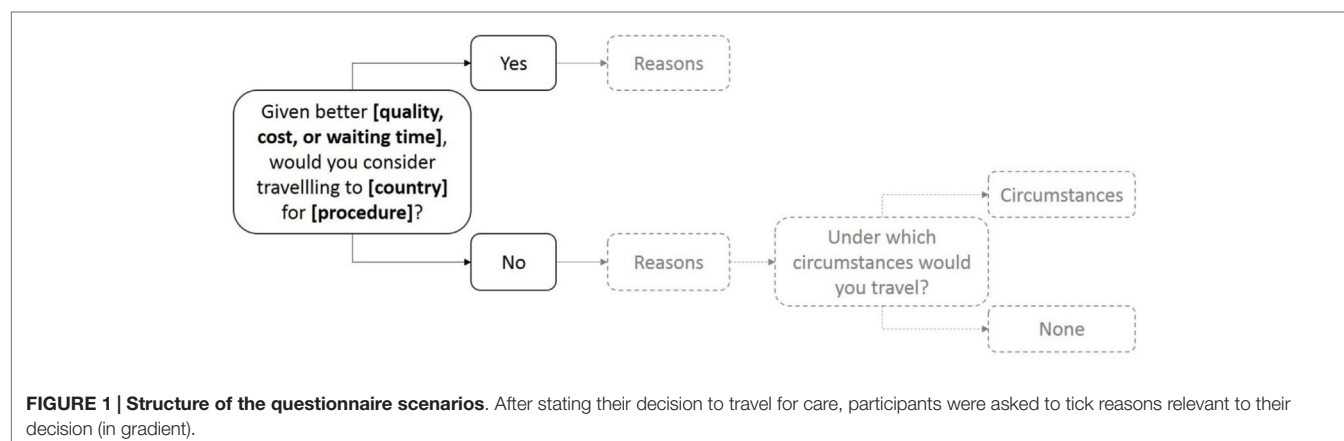 Yes
Reasons
Given better [quality,
cost, or waiting time],
would you consider
travellling to [country]
for [procedure]?
Circumstances
No
Reasons
Under which
circumstances would
you travel?
None
FIGURE 1 | Structure of the questionnaire scenarios. After stating their decision to travel for care, participants were asked to tick reasons relevant to their
decision (in gradient).